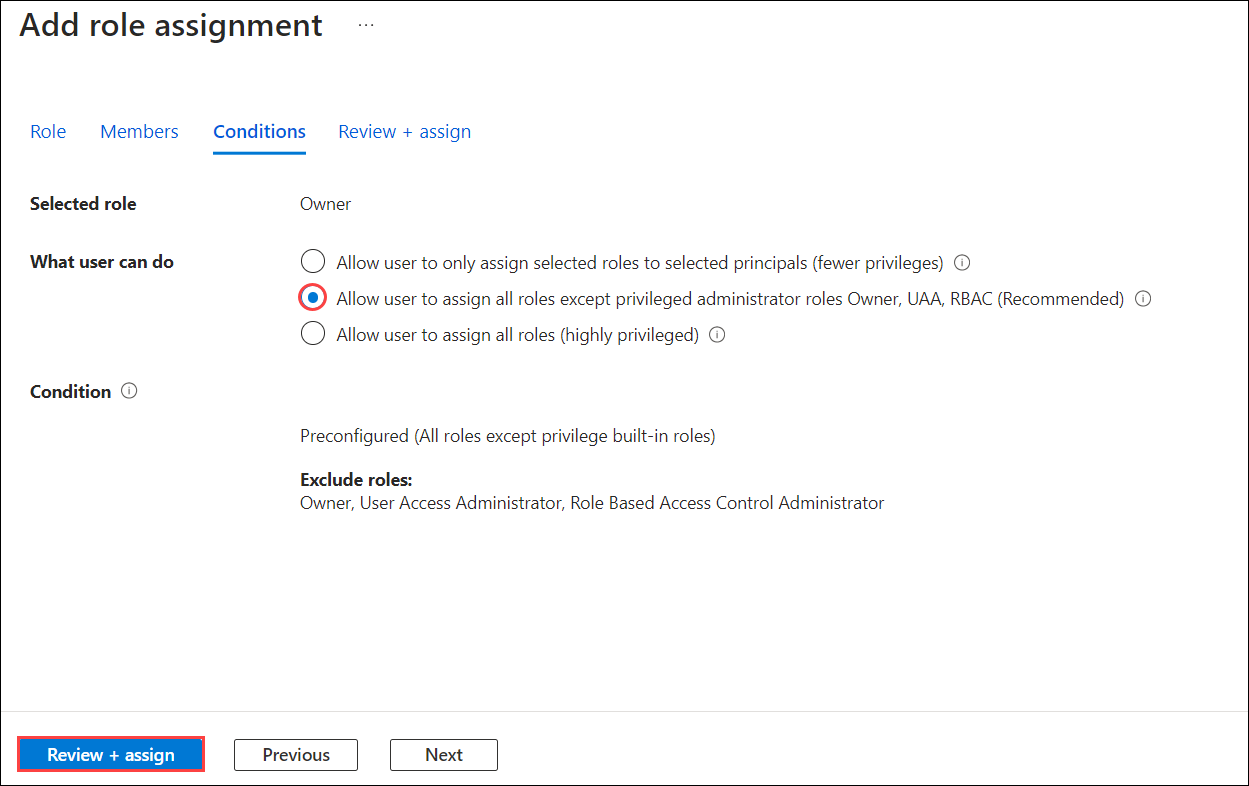 Add role assignment ...
Role Members Conditions Review + assign
Selected role Owner
What user can do Allow user to only assign selected roles to selected principals (fewer privileges)
Allow user to assign all roles except privileged administrator roles Owner, UAA, RBAC (Recommended)
Allow user to assign all roles (highly privileged)
Condition
Preconfigured (All roles except privilege built-in roles)
Exclude roles:
Owner, User Access Administrator, Role Based Access Control Administrator
Review + assign Previous Next